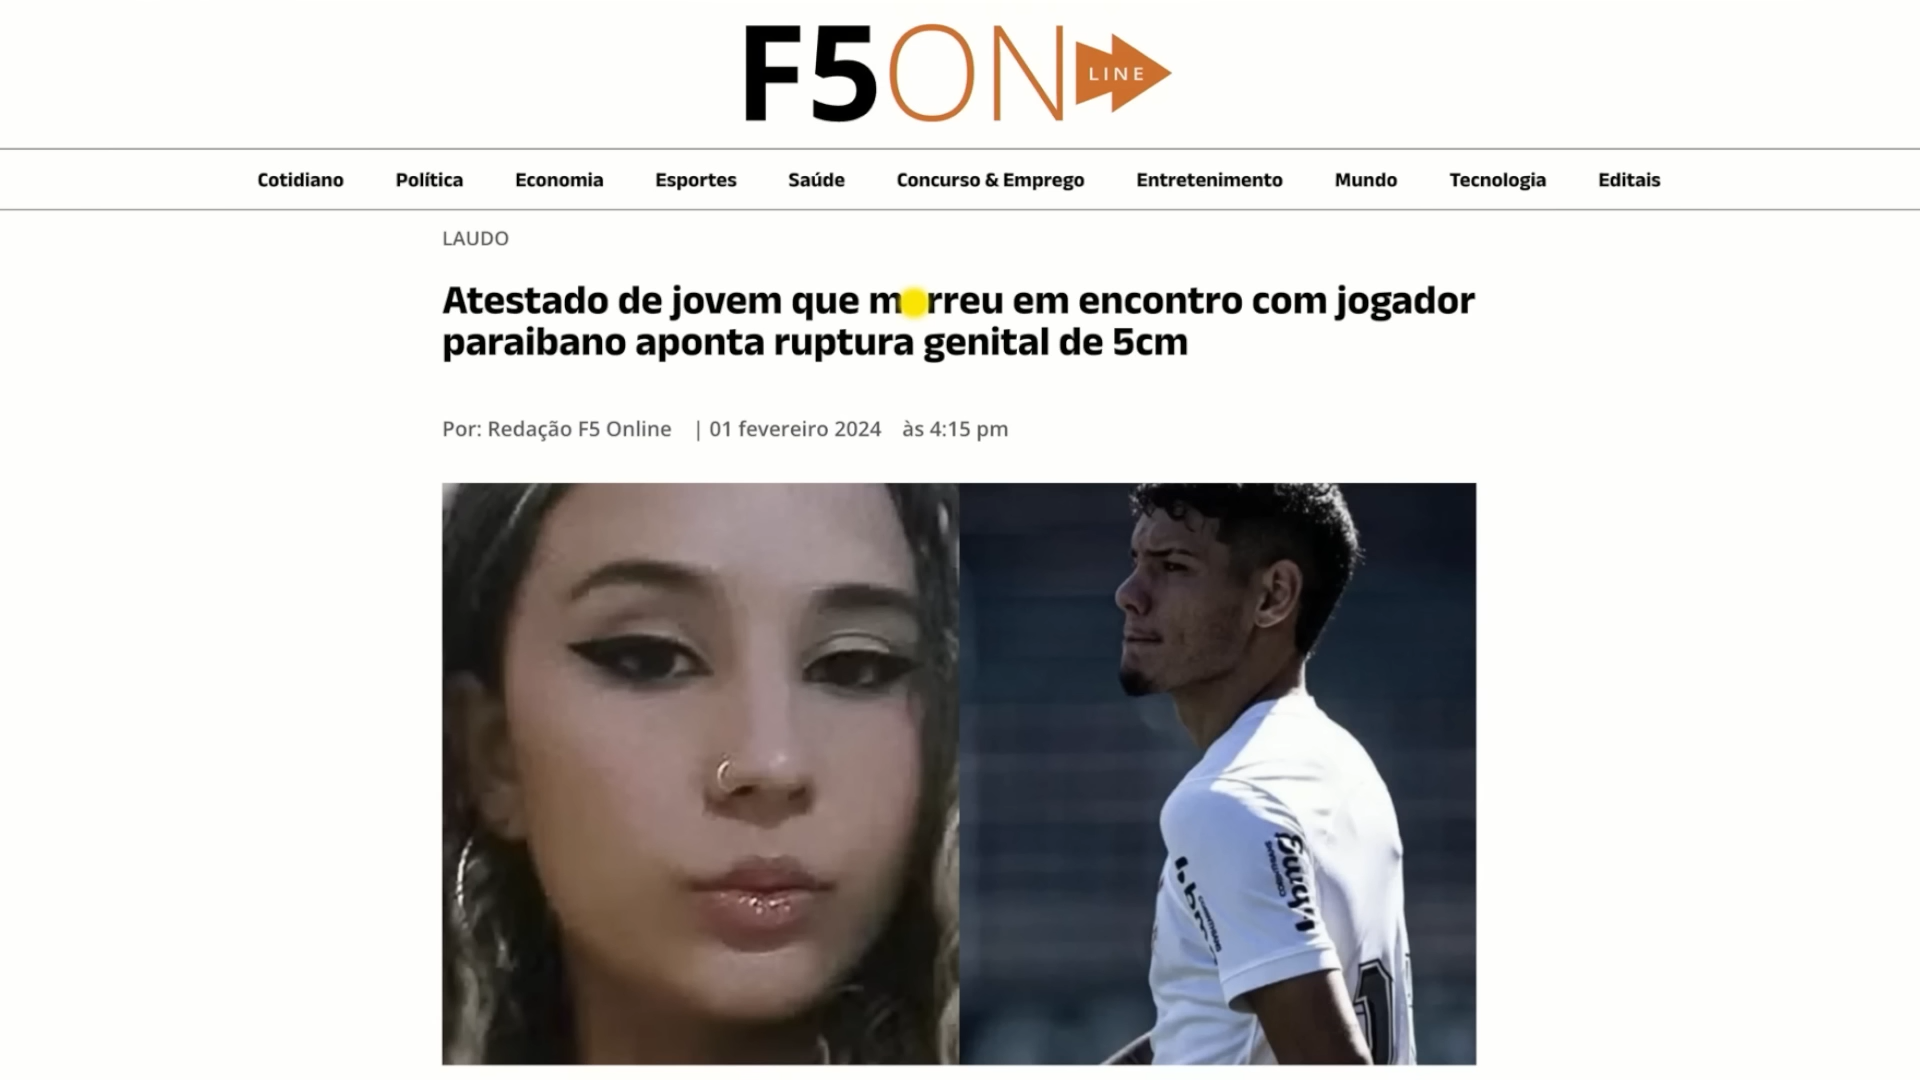 F5ON LINE
Cotidiano Política Economia Esportes Saúde Concurso & Emprego Entretenimento Mundo Tecnologia Editais
LAUDO
Atestado de jovem que m rreu em encontro com jogador
paraibano aponta ruptura genital de 5cm
Por: Redação F5 Online | 01 fevereiro 2024 às 4:15 pm